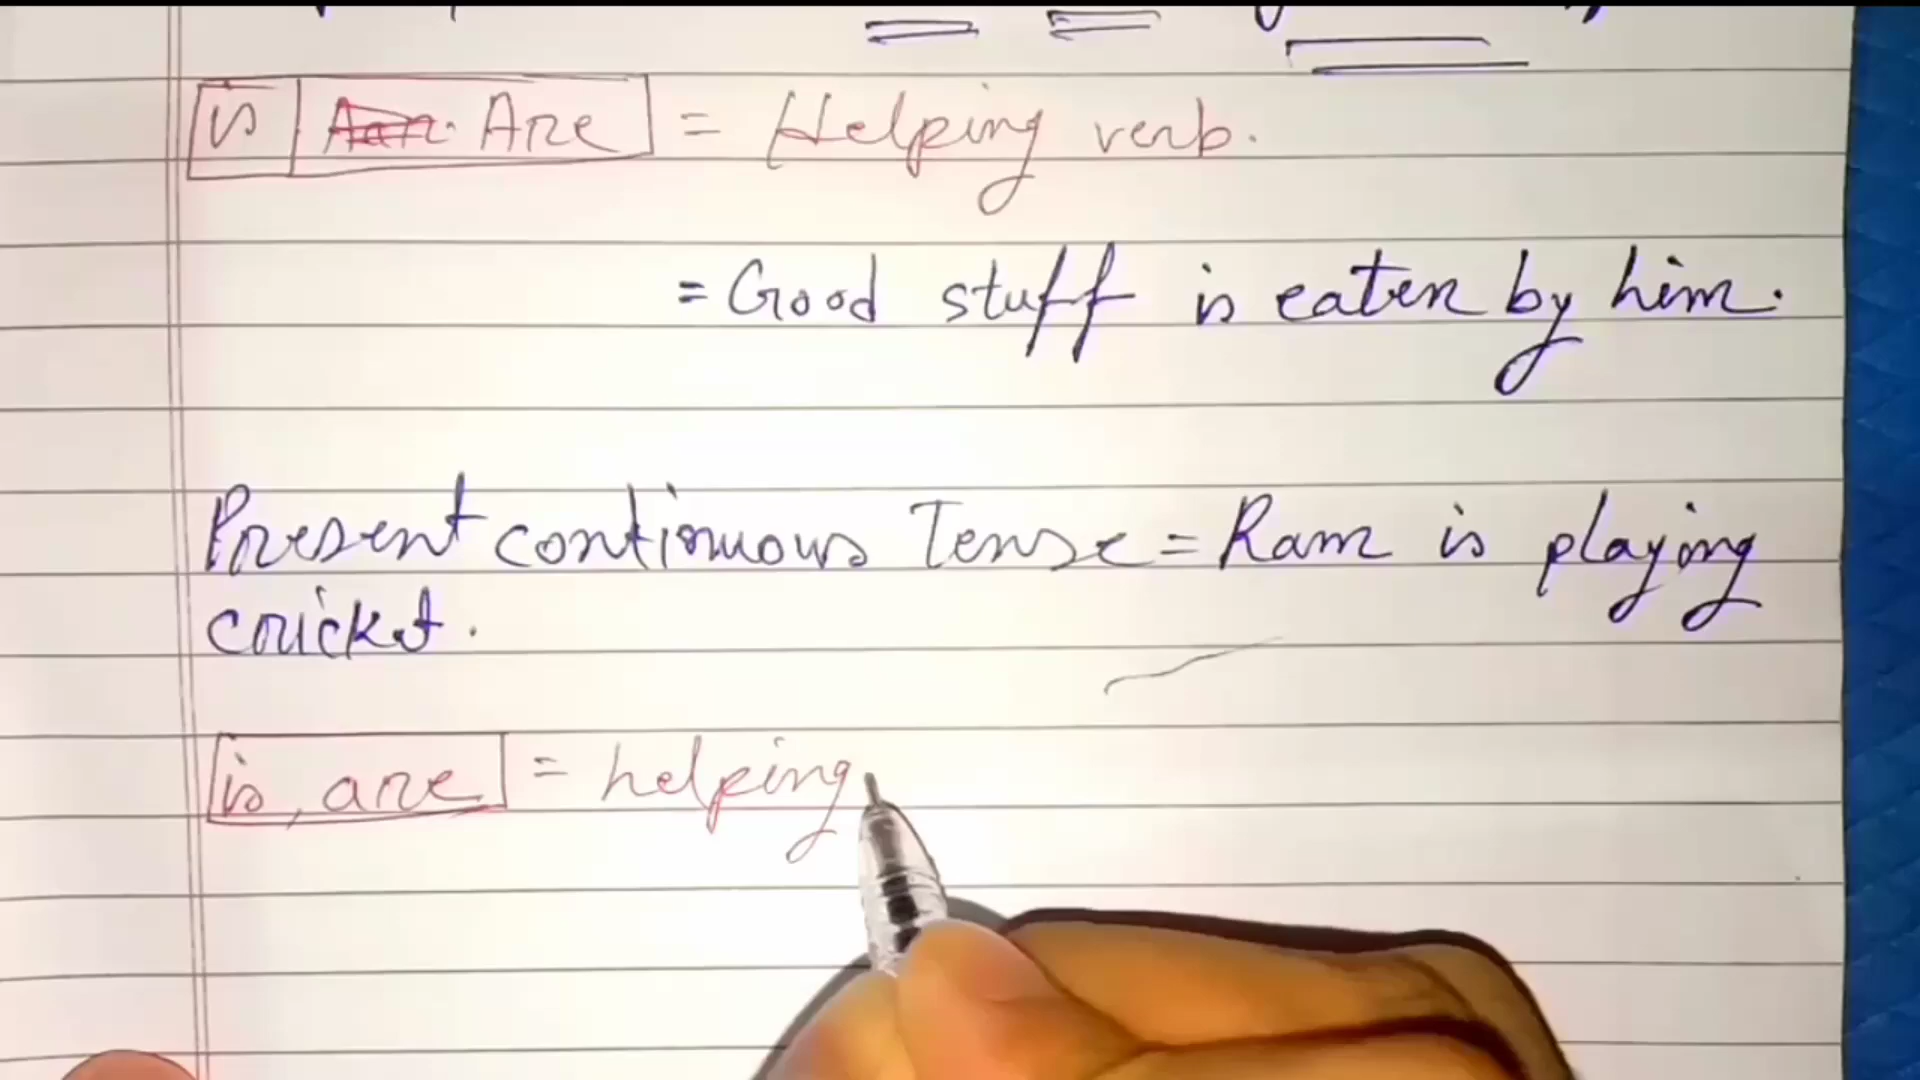 is Are = Helping verb.
= Good stuff is eaten by him.
Present continuous Tense = Ram is playing
cricket.
is, are = helping